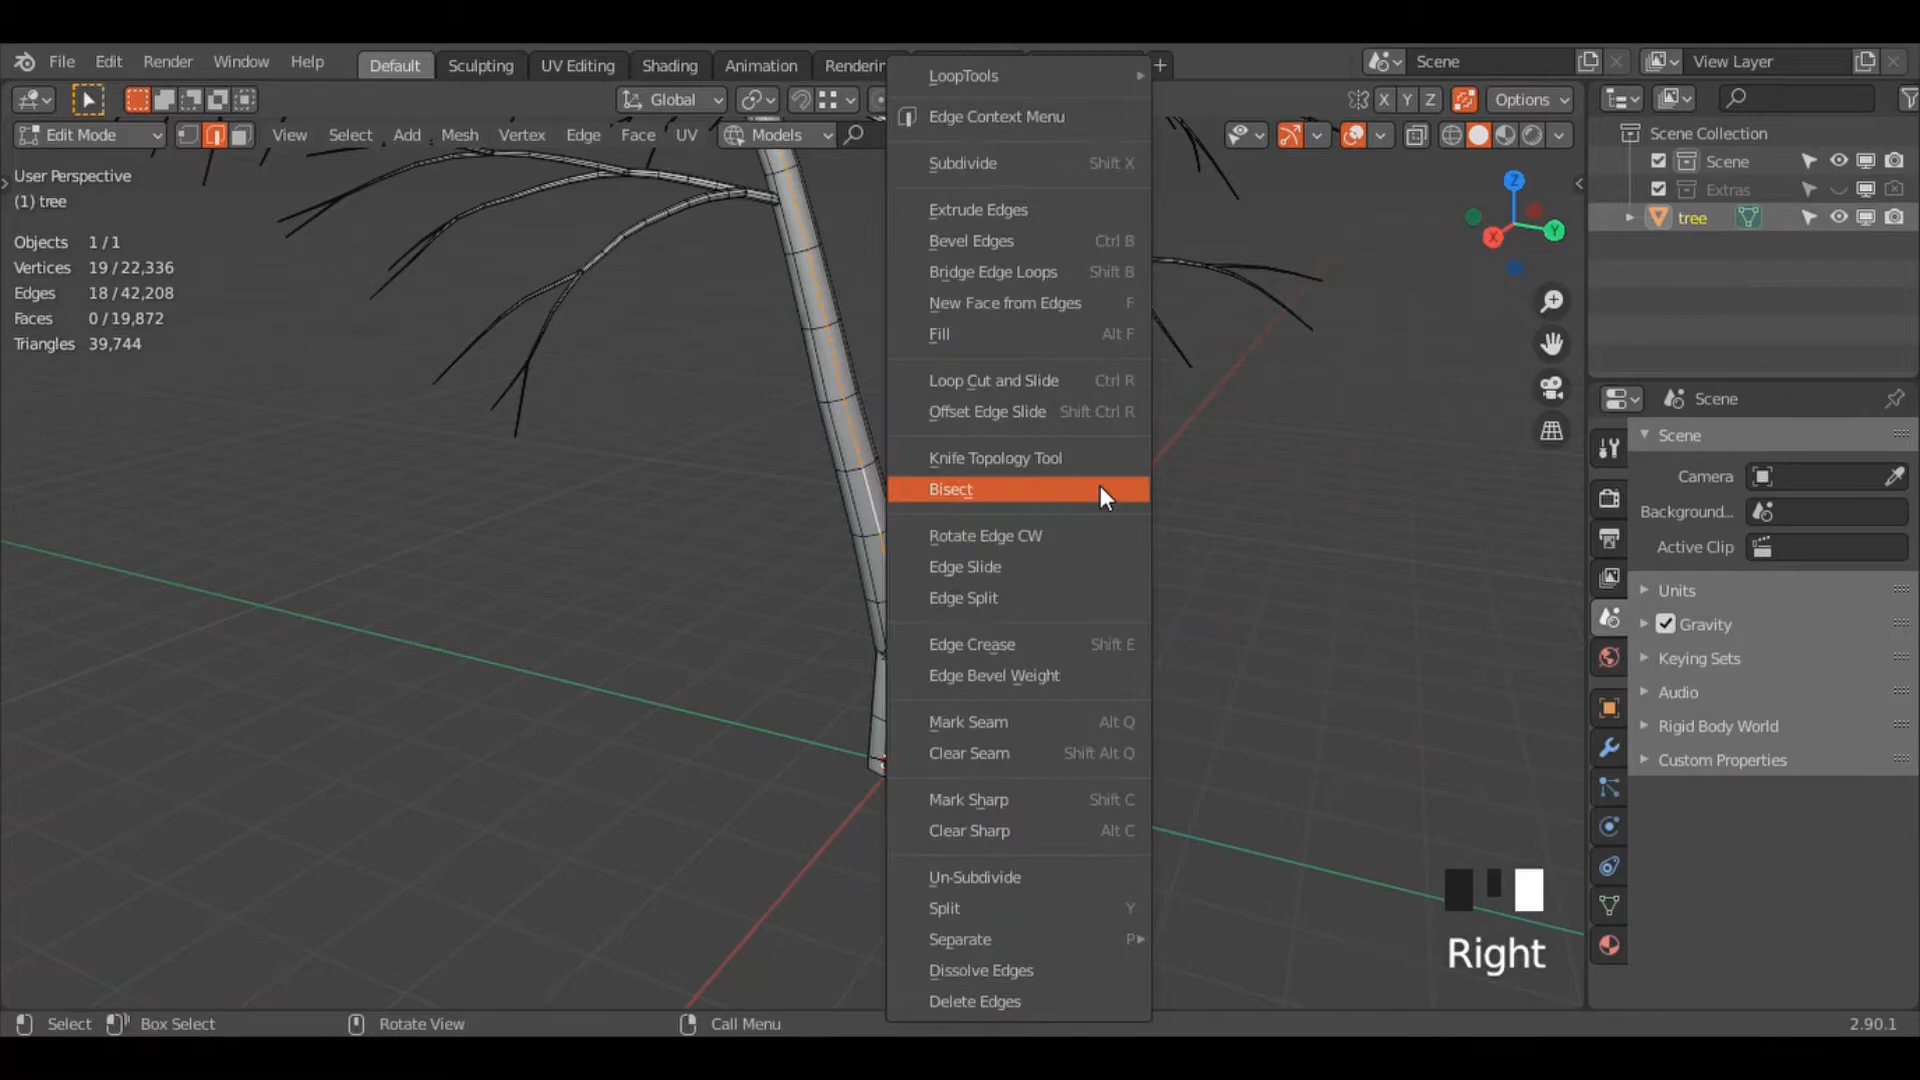 File Edit Render Window Help
Default Sculpting UV Editing Shading Animation Renderin
Scene
View Layer
Global
X Y Z
Options
Edit Mode
View Select Add Mesh Vertex Edge Face UV
Models
User Perspective
(1) tree
Objects 1 / 1
Vertices 19 / 22,336
Edges 18 / 42,208
Faces 0 / 19,872
Triangles 39,744
LoopTools
Edge Context Menu
Subdivide Shift X
Extrude Edges
Bevel Edges Ctrl B
Bridge Edge Loops Shift B
New Face from Edges F
Fill Alt F
Loop Cut and Slide Ctrl R
Offset Edge Slide Shift Ctrl R
Knife Topology Tool
Bisect
Rotate Edge CW
Edge Slide
Edge Split
Edge Crease Shift E
Edge Bevel Weight
Mark Seam Alt Q
Clear Seam Shift Alt Q
Mark Sharp Shift C
Clear Sharp Alt C
Un-Subdivide
Split Y
Separate P
Dissolve Edges
Delete Edges
Z
X
Y
Right
Scene Collection
Scene
Extras
tree
Scene
Scene
Camera
Background...
Active Clip
Units
Gravity
Keying Sets
Audio
Rigid Body World
Custom Properties
Select Box Select Rotate View Call Menu
2.90.1